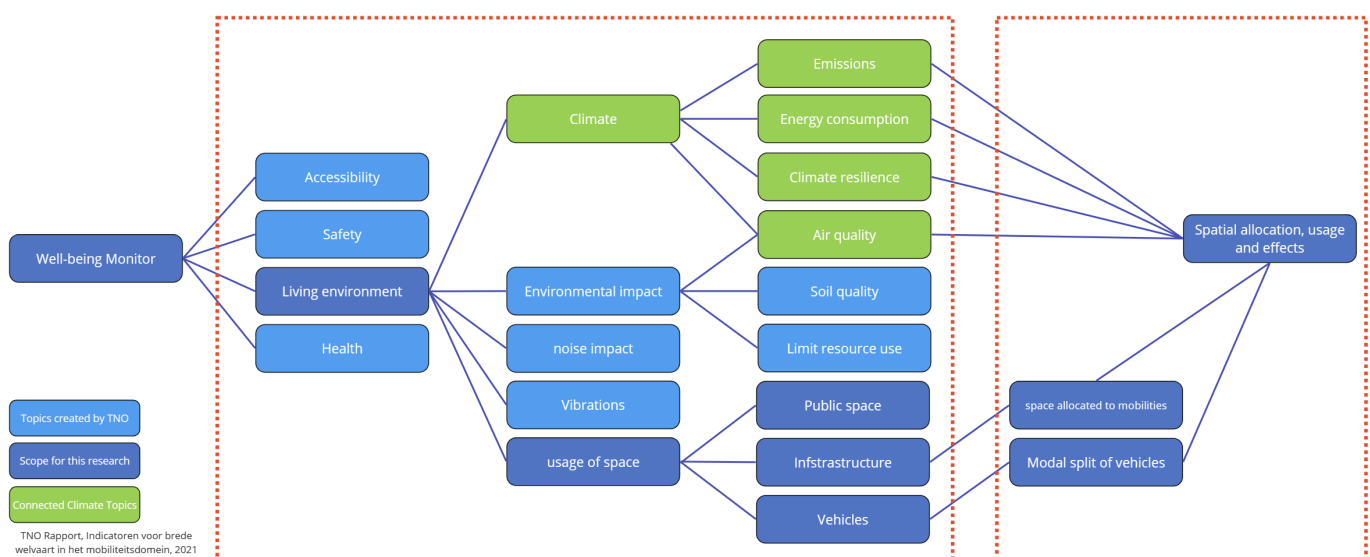 Well-being Monitor
Accessibility
Safety
Living environment
Health
Climate
Environmental impact
noise impact
Vibrations
usage of space
Emissions
Energy consumption
Climate resilience
Air quality
Soil quality
Limit resource use
Public space
Infstrastructure
Vehicles
space allocated to mobilities
Modal split of vehicles
Spatial allocation, usage
and effects
Topics created by TNO
Scope for this research
Connected Climate Topics
TNO Rapport, Indicatoren voor brede
welvaart in het mobiliteitsdomein, 2021